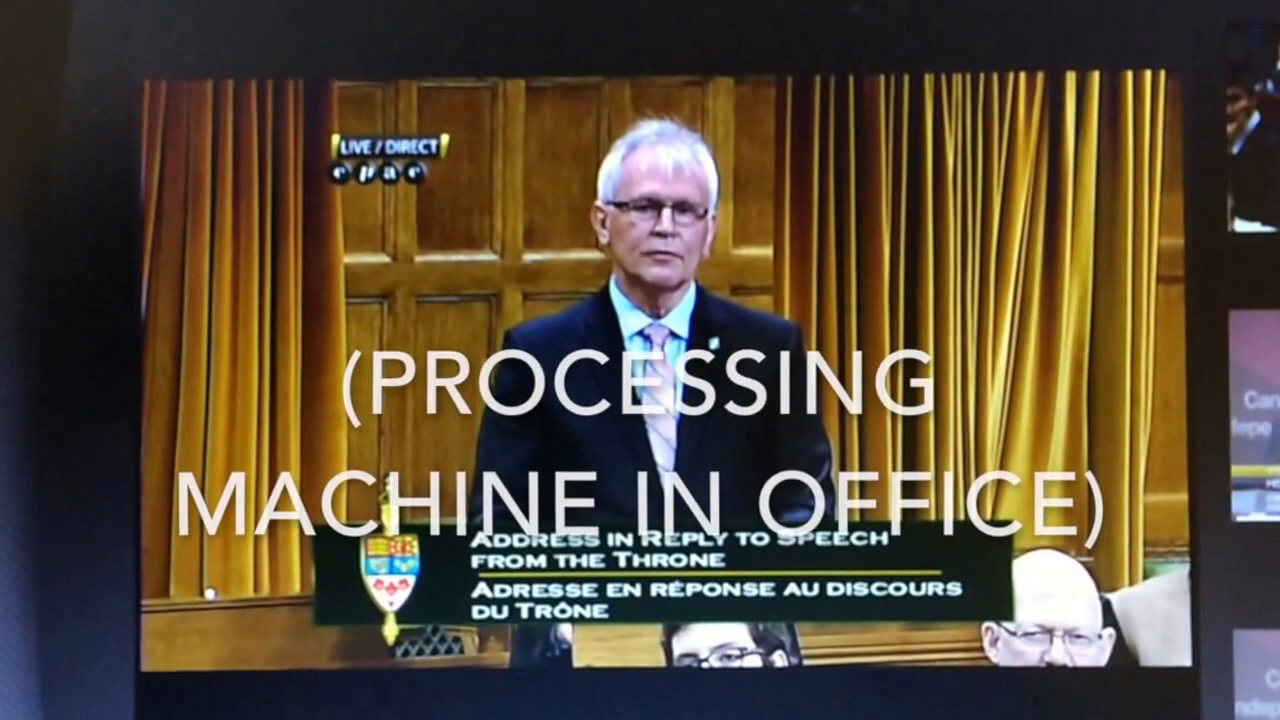 LIVE / DIRECT
cpac
(PROCESSING
MACHINE IN OFFICE)
ADDRESS IN REPLY TO SPEECH
FROM THE THRONE
ADRESSE EN RÉPONSE AU DISCOURS
DU TRÔNE